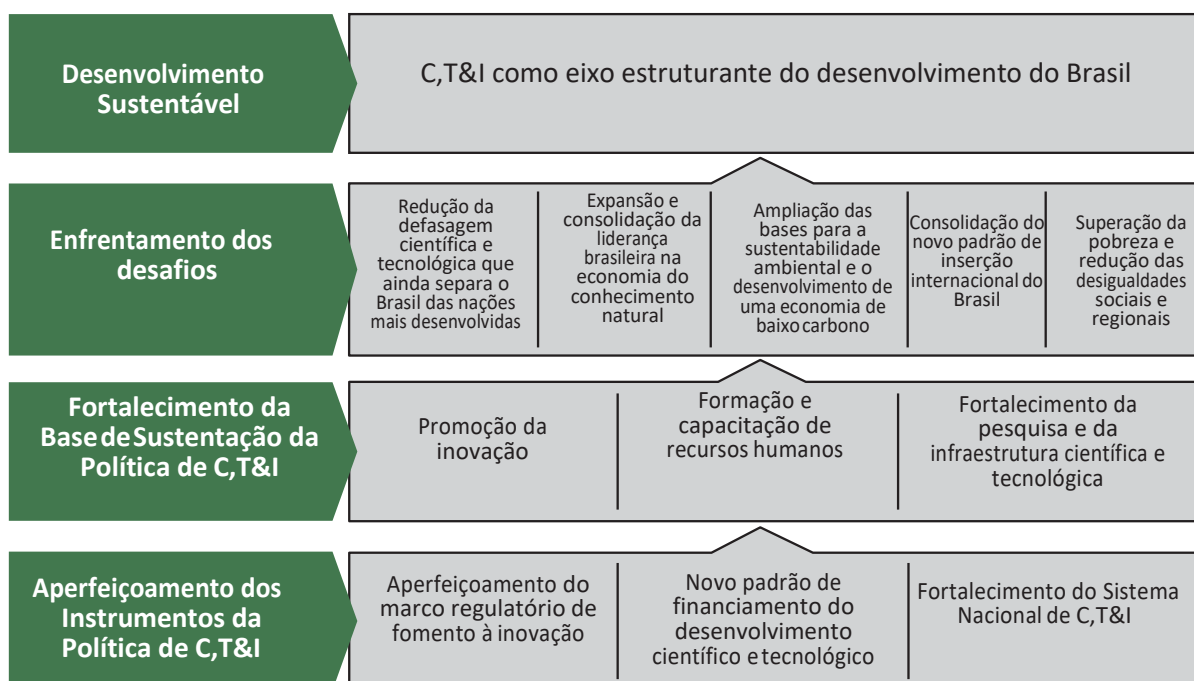 Desenvolvimento
Sustentável
C,T&I como eixo estruturante do desenvolvimento do Brasil
Enfrentamento dos
desafios
Redução da
defasagem
científica e
tecnológica que
ainda separa o
Brasil das nações
mais desenvolvidas
Expansão e
consolidação da
liderança
brasileira na
economia do
conhecimento
natural
Ampliação das
bases para a
sustentabilidade
ambiental e o
desenvolvimento de
uma economia de
baixo carbono
Consolidação do
novo padrão de
inserção
internacional do
Brasil
Superação da
pobreza e
redução das
desigualdades
sociais e
regionais
Fortalecimento da
Base de Sustentação da
Política de C,T&I
Promoção da
inovação
Formação e
capacitação de
recursos humanos
Fortalecimento da
pesquisa e da
infraestrutura científica e
tecnológica
Aperfeiçoamento dos
Instrumentos da
Política de C,T&I
Aperfeiçoamento do
marco regulatório de
fomento à inovação
Novo padrão de
financiamento do
desenvolvimento
científico e tecnológico
Fortalecimento do Sistema
Nacional de C,T&I